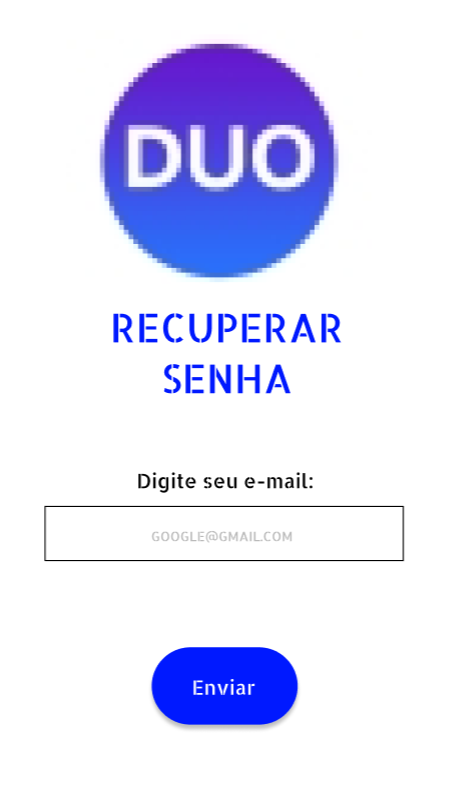 DUO
RECUPERAR
SENHA
Digite seu e-mail:
GOOGLE@GMAIL.COM
Enviar